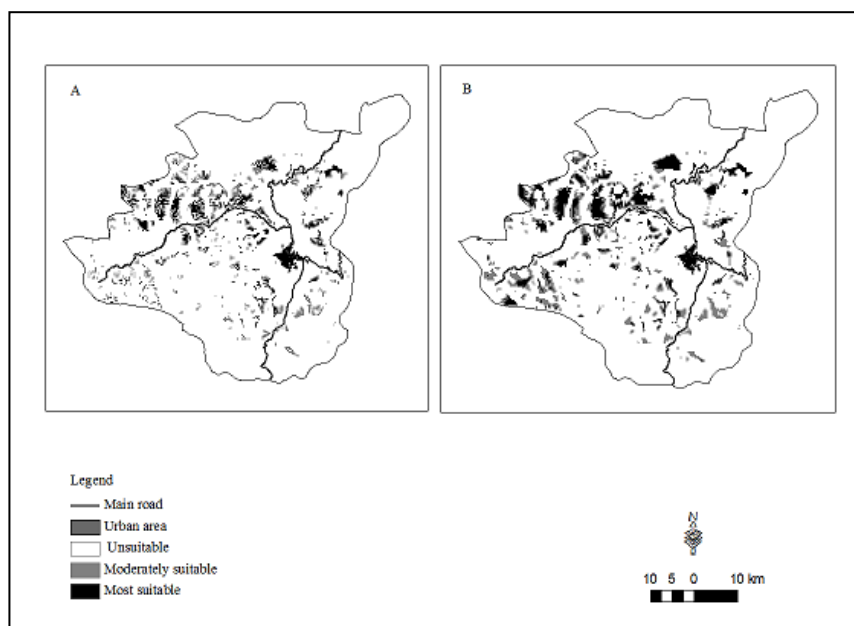 A
B
Legend
Main road
Urban area
Unsuitable
Moderately suitable
Most suitable
N
10 5 0 10 km